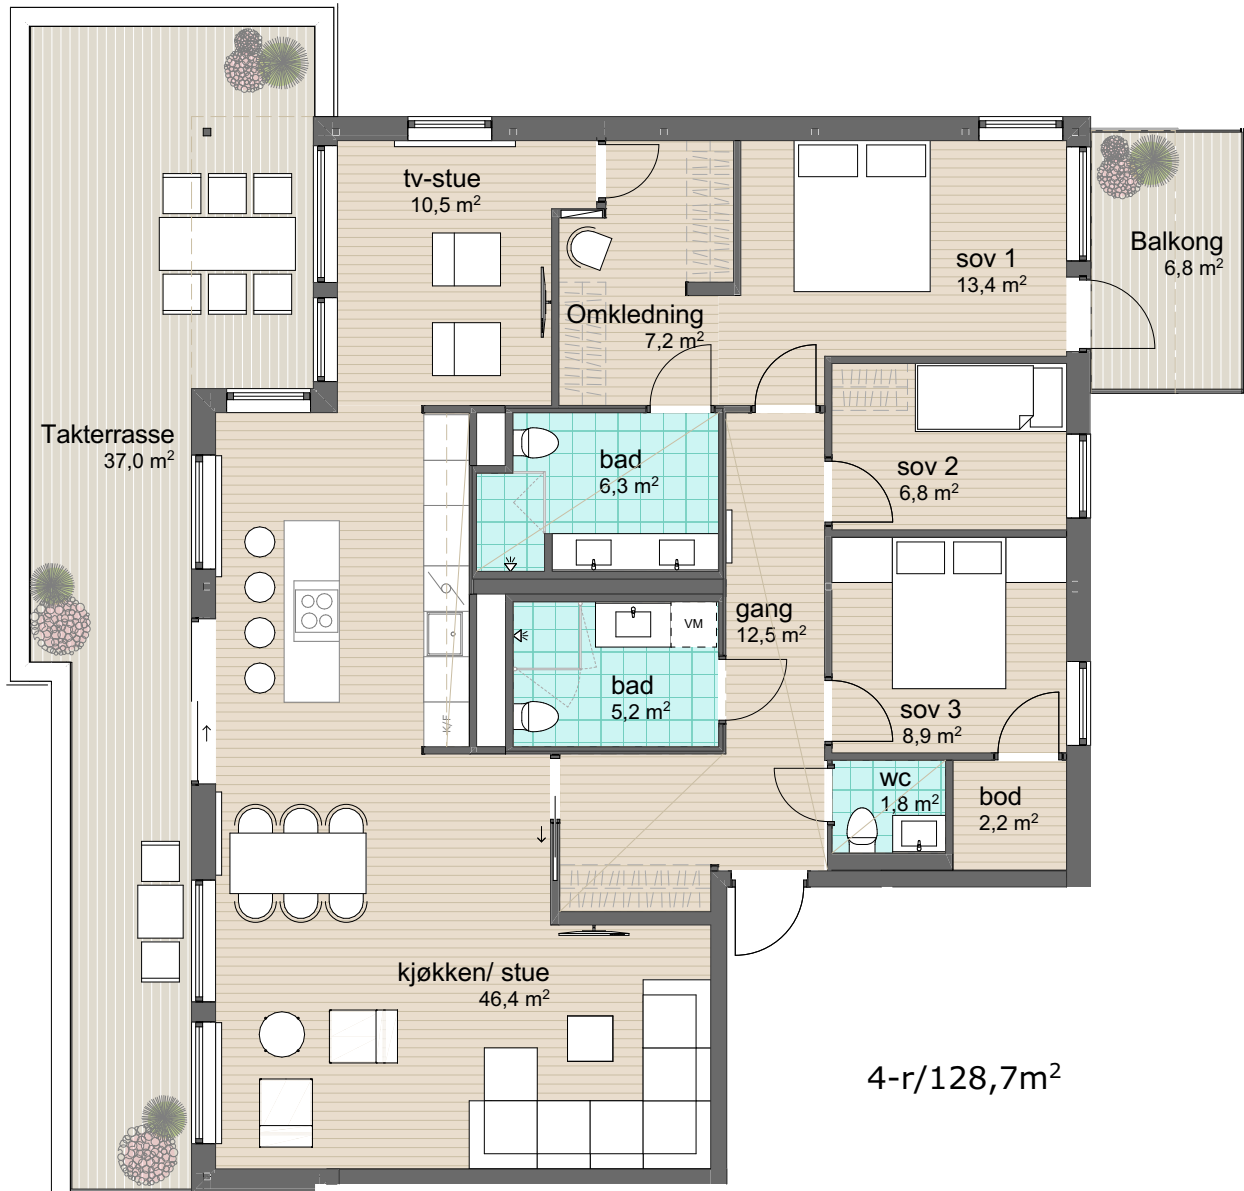 tv-stue
10,5 m²
Balkong
6,8 m²
sov 1
13,4 m²
Omkledning
7,2 m²
Takterrasse
37,0 m²
bad
6,3 m²
sov 2
6,8 m²
gang
12,5 m²
VM
bad
5,2 m²
K/F
sov 3
8,9 m²
wc
1,8 m²
bod
2,2 m²
kjøkken/ stue
46,4 m²
4-r/128,7m²